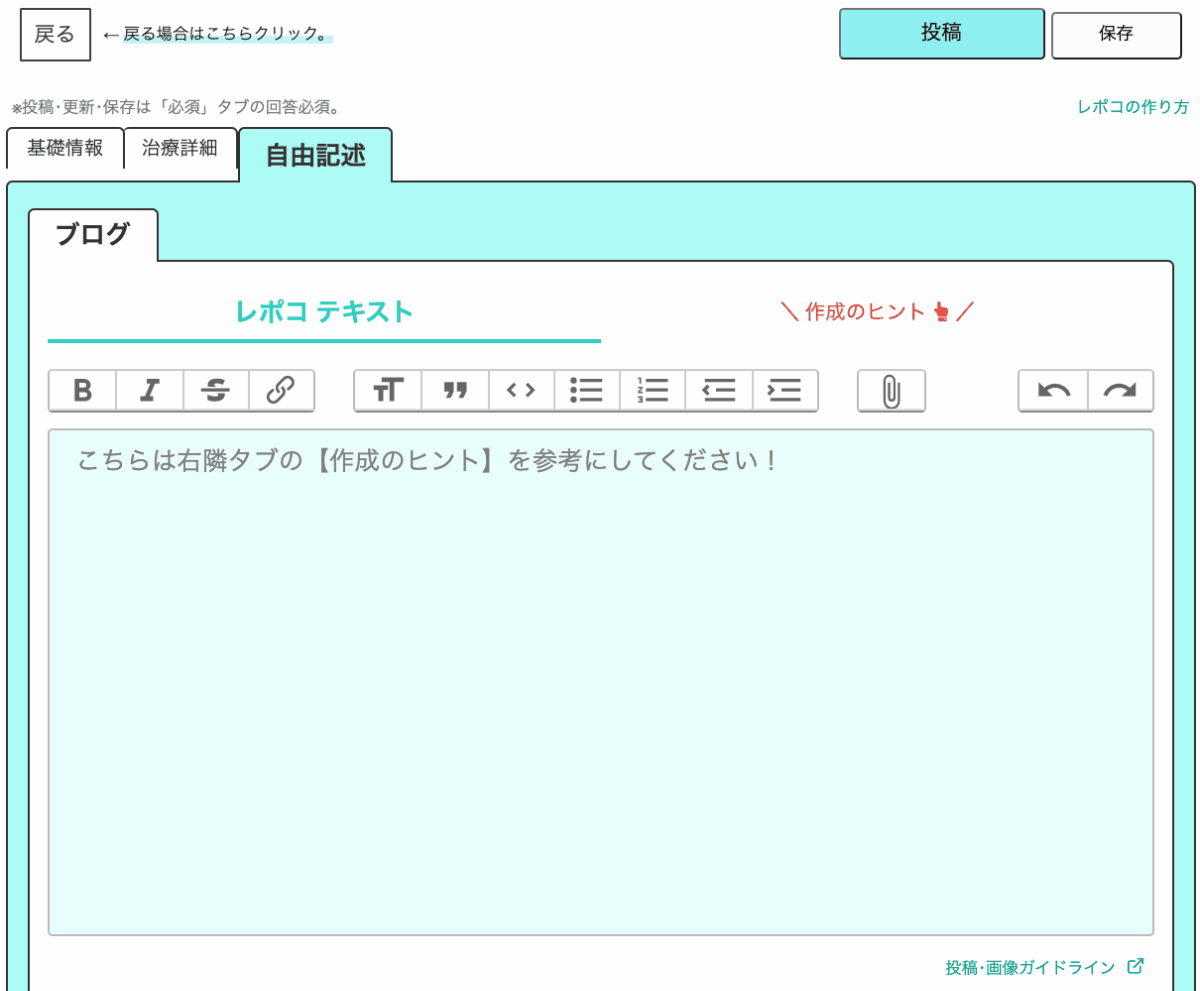 戻る ←戻る場合はこちらクリック。 投稿 保存
※投稿・更新・保存は「必須」タブの回答必須。 レポコの作り方
基礎情報 治療詳細 自由記述
ブログ
レポコ テキスト ＼ 作成のヒント ／
こちらは右隣タブの【作成のヒント】を参考にしてください！
投稿・画像ガイドライン